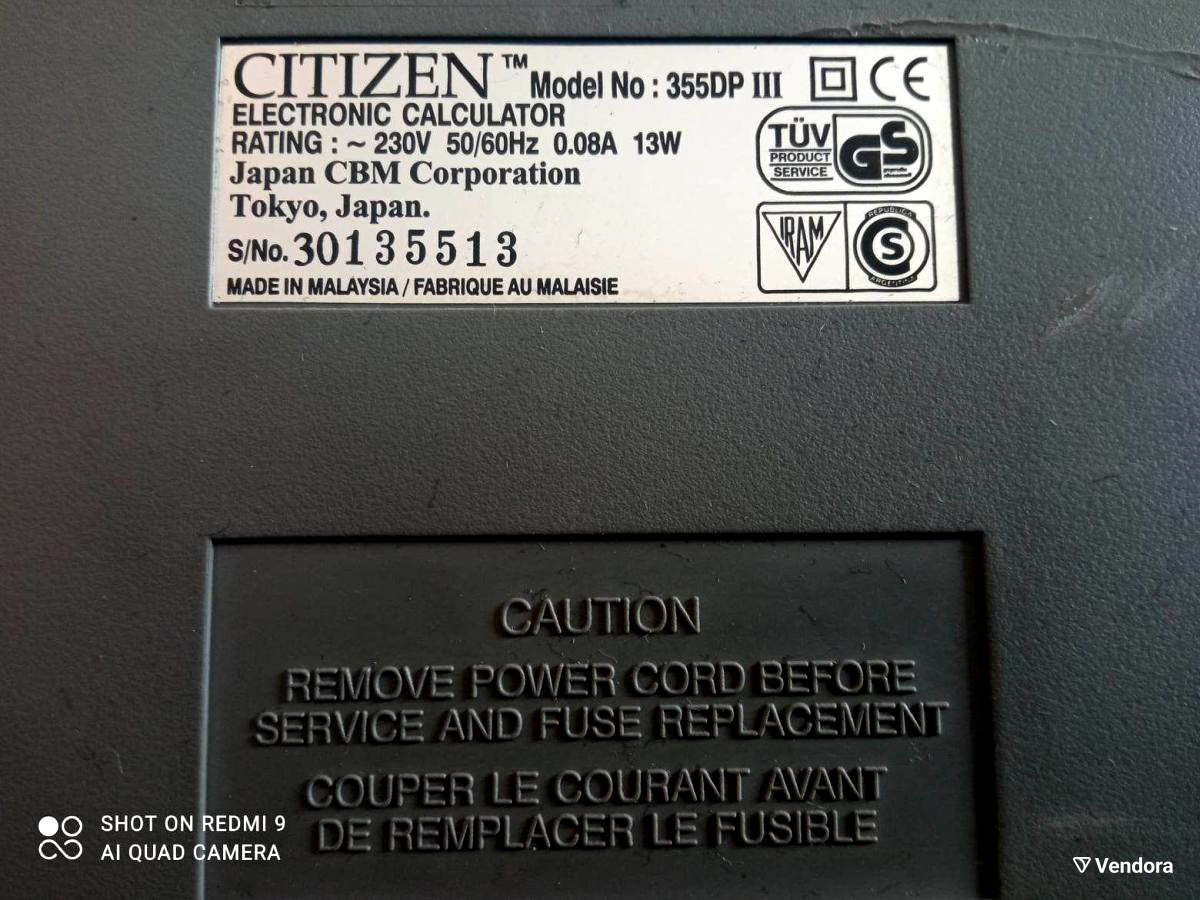 CITIZEN™ Model No : 355DP III
CE
ELECTRONIC CALCULATOR
RATING : ~ 230V 50/60Hz 0.08A 13W
Japan CBM Corporation
Tokyo, Japan.
S/No. 30135513
MADE IN MALAYSIA / FABRIQUE AU MALAISIE
TÜV
PRODUCT
SERVICE
GS
IRAM
REPUBLICA
S
ARGENTINA
CAUTION
REMOVE POWER CORD BEFORE
SERVICE AND FUSE REPLACEMENT
COUPER LE COURANT AVANT
DE REMPLACER LE FUSIBLE
SHOT ON REDMI 9
AI QUAD CAMERA
Vendora